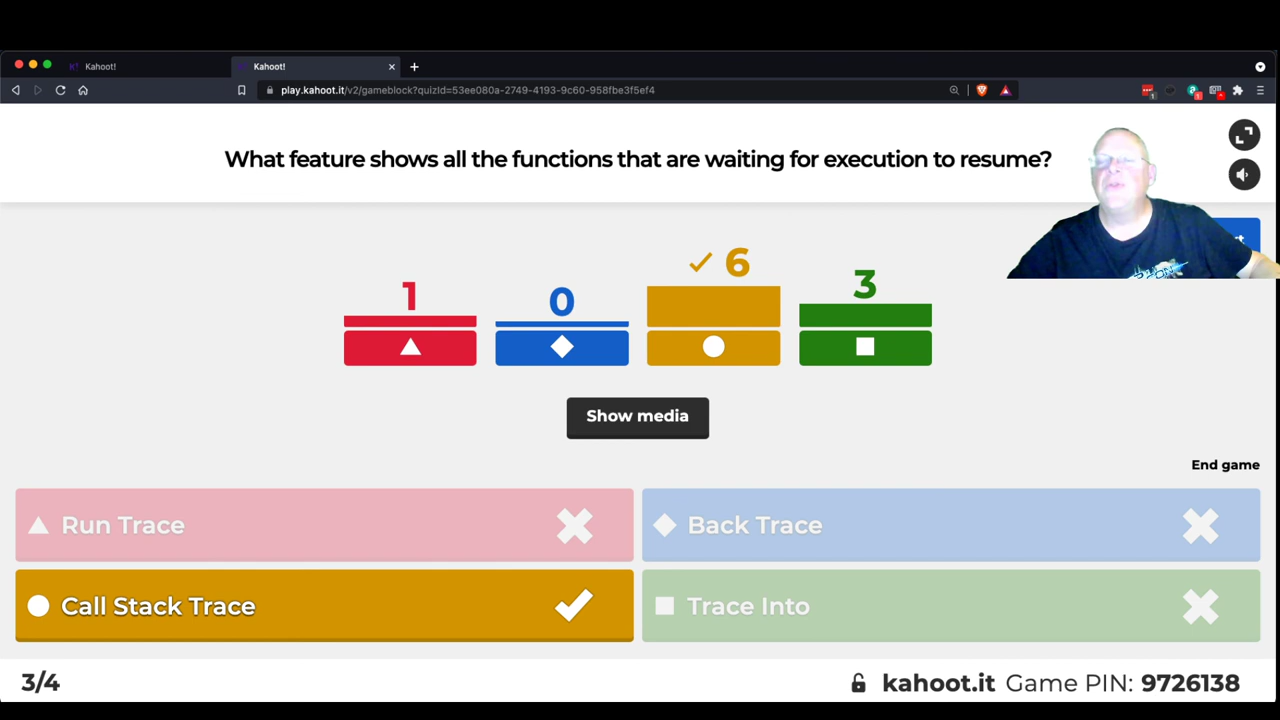 Kahoot!
Kahoot!
play.kahoot.it/v2/gameblock?quizId=53ee080a-2749-4193-9c60-958fbe3f5ef4
What feature shows all the functions that are waiting for execution to resume?
1
0
6
3
Show media
End game
Run Trace
Back Trace
Call Stack Trace
Trace Into
3/4
kahoot.it Game PIN: 9726138